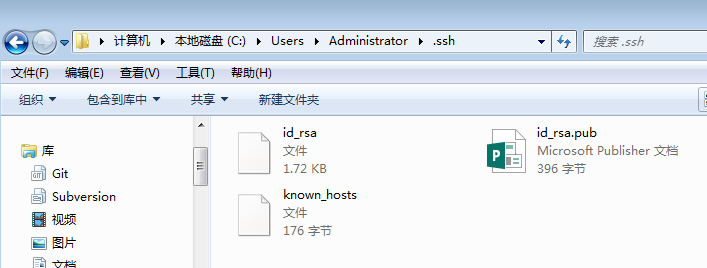 计算机 ▸ 本地磁盘 (C:) ▸ Users ▸ Administrator ▸ .ssh
搜索 .ssh
文件(F) 编辑(E) 查看(V) 工具(T) 帮助(H)
组织 包含到库中 共享 新建文件夹
库
Git
Subversion
视频
图片
文档
id_rsa
文件
1.72 KB
id_rsa.pub
Microsoft Publisher 文档
396 字节
known_hosts
文件
176 字节